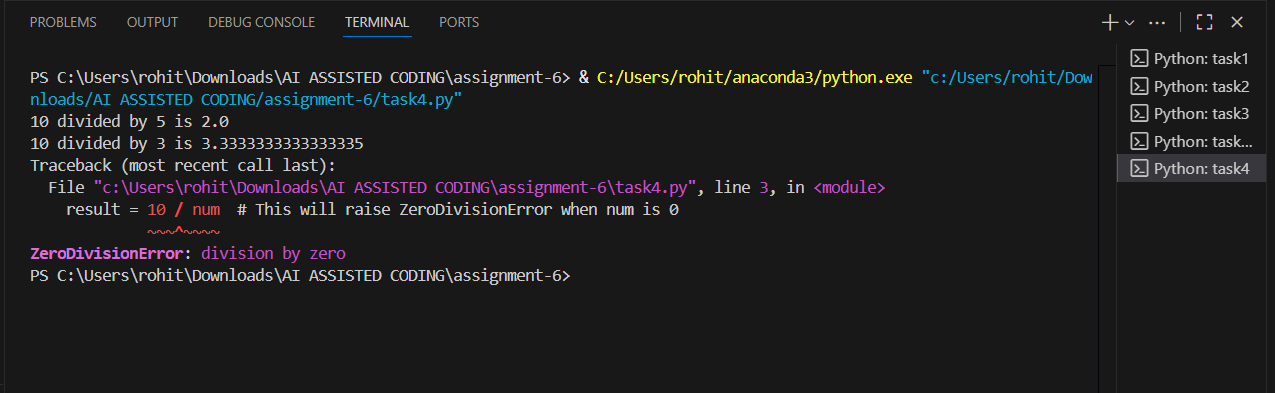 PROBLEMS OUTPUT DEBUG CONSOLE TERMINAL PORTS
PS C:\Users\rohit\Downloads\AI ASSISTED CODING\assignment-6> & C:/Users/rohit/anaconda3/python.exe "c:/Users/rohit/Dow
nloads/AI ASSISTED CODING/assignment-6/task4.py"
10 divided by 5 is 2.0
10 divided by 3 is 3.3333333333333335
Traceback (most recent call last):
  File "c:\Users\rohit\Downloads\AI ASSISTED CODING\assignment-6\task4.py", line 3, in <module>
    result = 10 / num  # This will raise ZeroDivisionError when num is 0
             ~~~^~~~~
ZeroDivisionError: division by zero
PS C:\Users\rohit\Downloads\AI ASSISTED CODING\assignment-6>
Python: task1
Python: task2
Python: task3
Python: task...
Python: task4